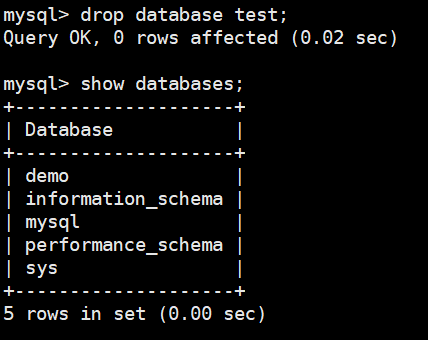 mysql> drop database test;
Query OK, 0 rows affected (0.02 sec)

mysql> show databases;
+--------------------+
| Database           |
+--------------------+
| demo               |
| information_schema |
| mysql              |
| performance_schema |
| sys                |
+--------------------+
5 rows in set (0.00 sec)